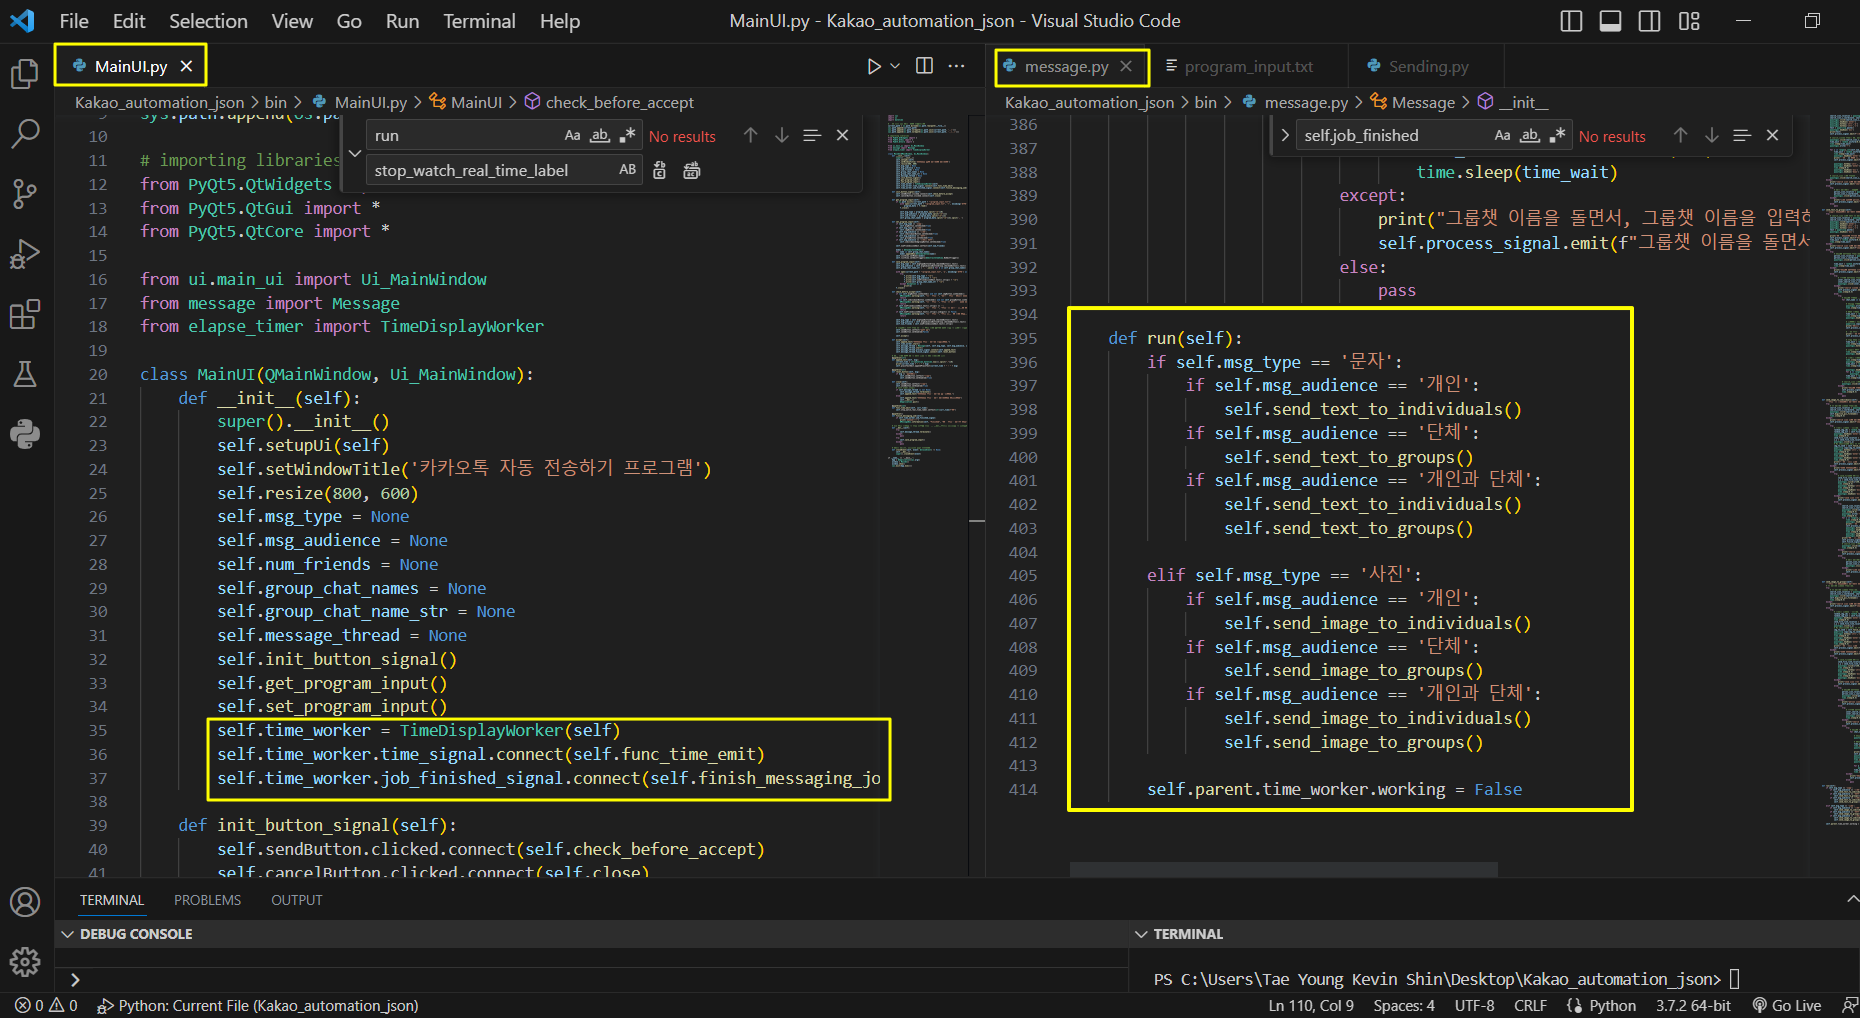 File Edit Selection View Go Run Terminal Help
MainUI.py - Kakao_automation_json - Visual Studio Code
MainUI.py
Kakao_automation_json > bin > MainUI.py > MainUI > check_before_accept
run
Aa ab .* No results
stop_watch_real_time_label AB
10
11 # importing libraries
12 from PyQt5.QtWidgets
13 from PyQt5.QtGui import *
14 from PyQt5.QtCore import *
15
16 from ui.main_ui import Ui_MainWindow
17 from message import Message
18 from elapse_timer import TimeDisplayWorker
19
20 class MainUI(QMainWindow, Ui_MainWindow):
21 def __init__(self):
22 super().__init__()
23 self.setupUi(self)
24 self.setWindowTitle('카카오톡 자동 전송하기 프로그램')
25 self.resize(800, 600)
26 self.msg_type = None
27 self.msg_audience = None
28 self.num_friends = None
29 self.group_chat_names = None
30 self.group_chat_name_str = None
31 self.message_thread = None
32 self.init_button_signal()
33 self.get_program_input()
34 self.set_program_input()
35 self.time_worker = TimeDisplayWorker(self)
36 self.time_worker.time_signal.connect(self.func_time_emit)
37 self.time_worker.job_finished_signal.connect(self.finish_messaging_jo
38
39 def init_button_signal(self):
40 self.sendButton.clicked.connect(self.check_before_accept)
41 self.cancelButton.clicked.connect(self.close)
message.py program_input.txt Sending.py
Kakao_automation_json > bin > message.py > Message > __init__
self.job_finished Aa ab .* No results
386
387
388 time.sleep(time_wait)
389 except:
390 print("그룹챗 이름을 돌면서, 그룹챗 이름을 입력하
391 self.process_signal.emit(f"그룹챗 이름을 돌면서
392 else:
393 pass
394
395 def run(self):
396 if self.msg_type == '문자':
397 if self.msg_audience == '개인':
398 self.send_text_to_individuals()
399 if self.msg_audience == '단체':
400 self.send_text_to_groups()
401 if self.msg_audience == '개인과 단체':
402 self.send_text_to_individuals()
403 self.send_text_to_groups()
404
405 elif self.msg_type == '사진':
406 if self.msg_audience == '개인':
407 self.send_image_to_individuals()
408 if self.msg_audience == '단체':
409 self.send_image_to_groups()
410 if self.msg_audience == '개인과 단체':
411 self.send_image_to_individuals()
412 self.send_image_to_groups()
413
414 self.parent.time_worker.working = False
TERMINAL PROBLEMS OUTPUT
DEBUG CONSOLE
>
TERMINAL
PS C:\Users\Tae Young Kevin Shin\Desktop\Kakao_automation_json>
0 0 Python: Current File (Kakao_automation_json) Ln 110, Col 9 Spaces: 4 UTF-8 CRLF Python 3.7.2 64-bit Go Live